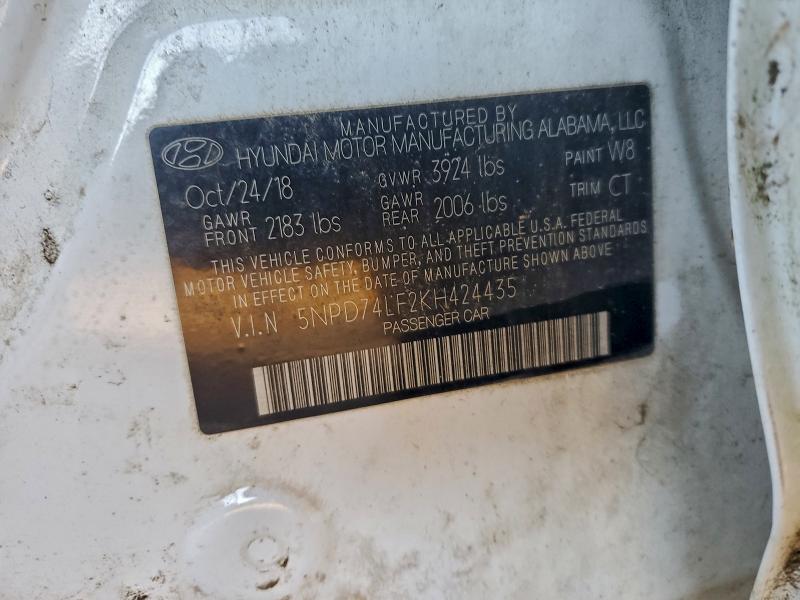 MANUFACTURED BY
HYUNDAI MOTOR MANUFACTURING ALABAMA, LLC
Oct/24/18 GVWR 3924 lbs PAINT W8
GAWR FRONT 2183 lbs GAWR REAR 2006 lbs TRIM CT
THIS VEHICLE CONFORMS TO ALL APPLICABLE U.S.A. FEDERAL
MOTOR VEHICLE SAFETY, BUMPER, AND THEFT PREVENTION STANDARDS
IN EFFECT ON THE DATE OF MANUFACTURE SHOWN ABOVE.
V.I.N 5NPD74LF2KH424435
PASSENGER CAR